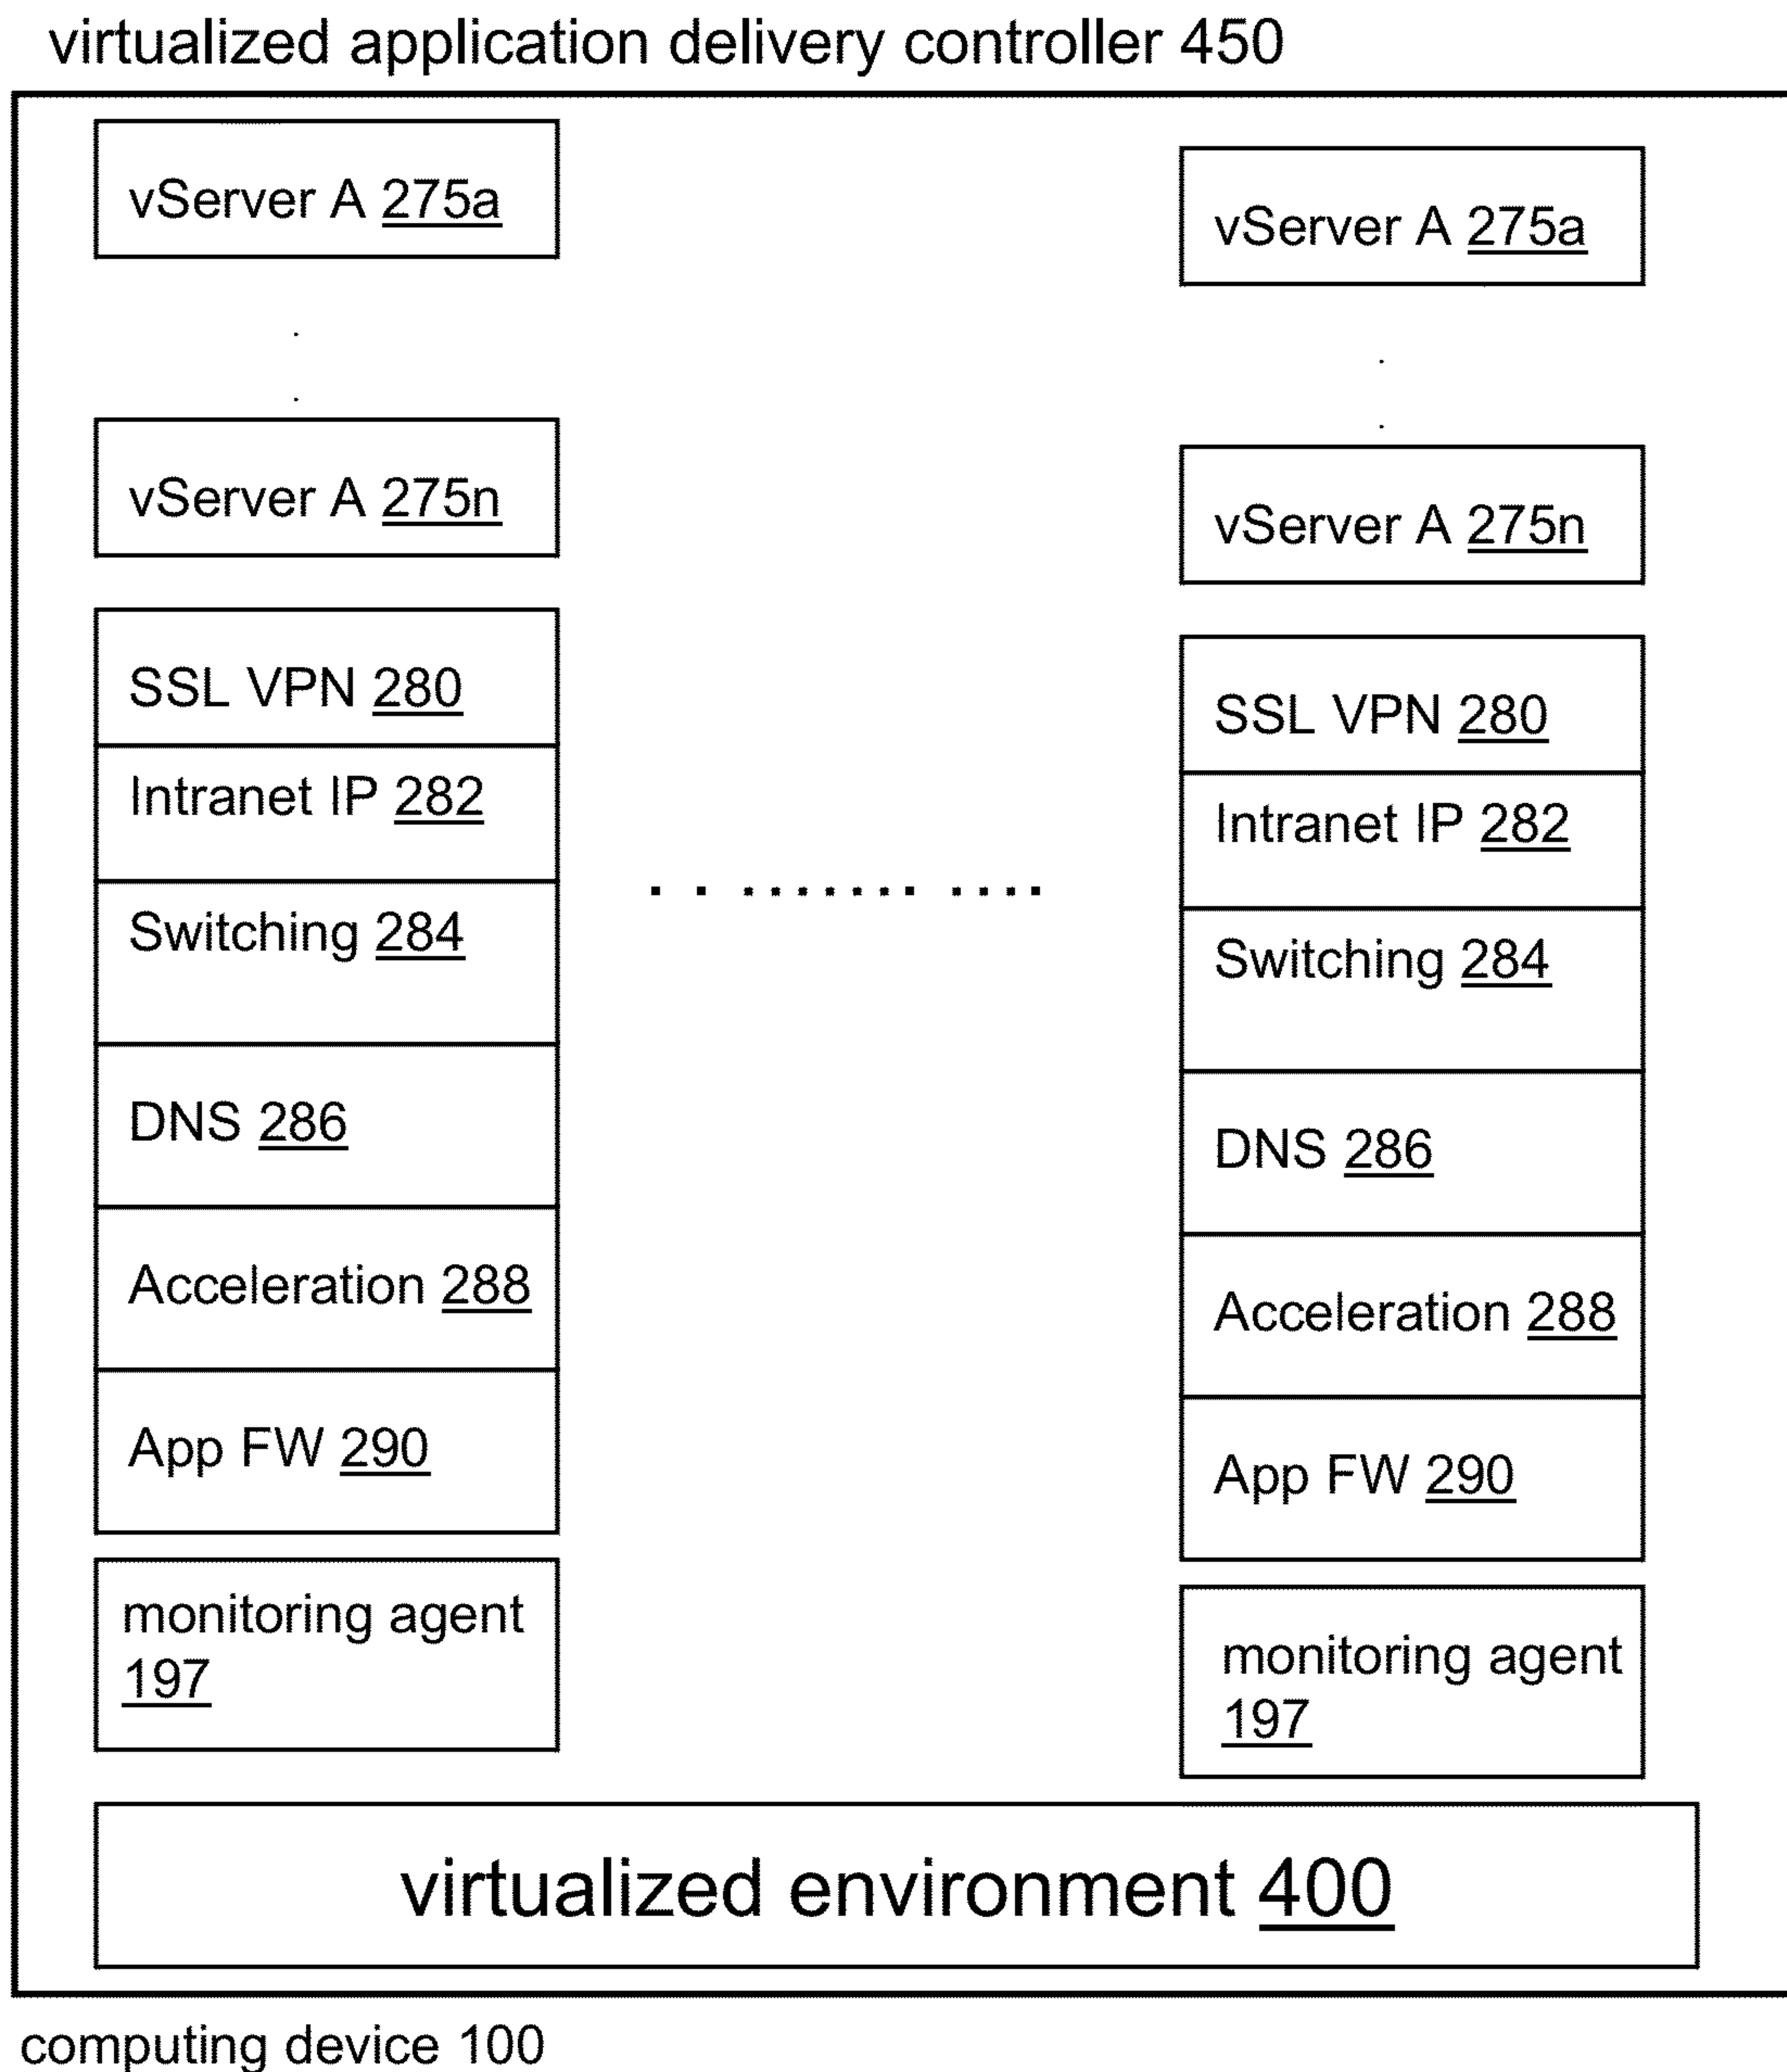 virtualized application delivery controller 450
vServer A 275a
vServer A 275n
SSL VPN 280
Intranet IP 282
Switching 284
DNS 286
Acceleration 288
App FW 290
monitoring agent
197
vServer A 275a
vServer A 275n
SSL VPN 280
Intranet IP 282
Switching 284
DNS 286
Acceleration 288
App FW 290
monitoring agent
197
virtualized environment 400
computing device 100